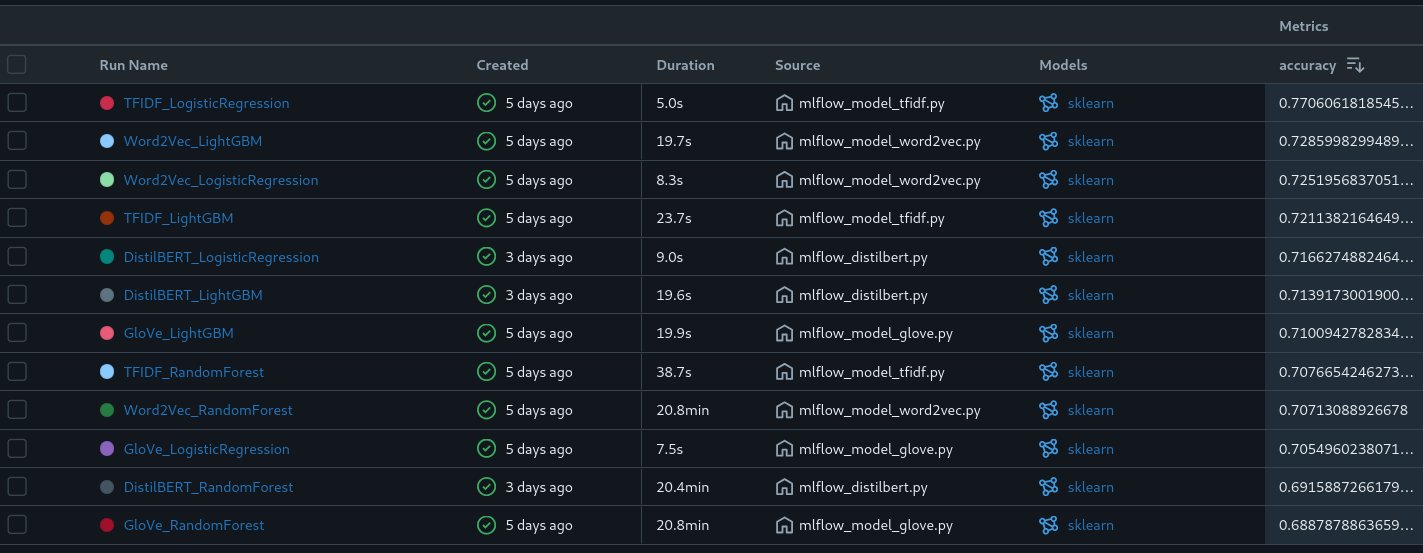 Metrics
Run Name Created Duration Source Models accuracy
TFIDF_LogisticRegression 5 days ago 5.0s mlflow_model_tfidf.py sklearn 0.7706061818545...
Word2Vec_LightGBM 5 days ago 19.7s mlflow_model_word2vec.py sklearn 0.7285998299489...
Word2Vec_LogisticRegression 5 days ago 8.3s mlflow_model_word2vec.py sklearn 0.7251956837051...
TFIDF_LightGBM 5 days ago 23.7s mlflow_model_tfidf.py sklearn 0.7211382164649...
DistilBERT_LogisticRegression 3 days ago 9.0s mlflow_distilbert.py sklearn 0.7166274882464...
DistilBERT_LightGBM 3 days ago 19.6s mlflow_distilbert.py sklearn 0.7139173001900...
GloVe_LightGBM 5 days ago 19.9s mlflow_model_glove.py sklearn 0.7100942782834...
TFIDF_RandomForest 5 days ago 38.7s mlflow_model_tfidf.py sklearn 0.7076654246273...
Word2Vec_RandomForest 5 days ago 20.8min mlflow_model_word2vec.py sklearn 0.70713088926678
GloVe_LogisticRegression 5 days ago 7.5s mlflow_model_glove.py sklearn 0.7054960238071...
DistilBERT_RandomForest 3 days ago 20.4min mlflow_distilbert.py sklearn 0.6915887266179...
GloVe_RandomForest 5 days ago 20.8min mlflow_model_glove.py sklearn 0.6887878863659...